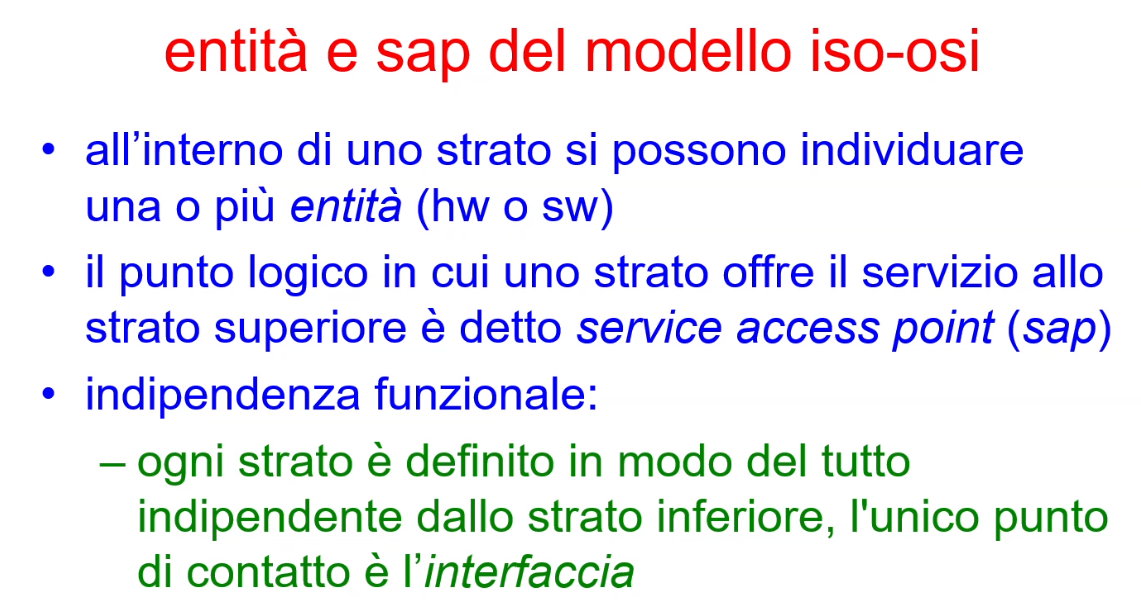 entità e sap del modello iso-osi
• all’interno di uno strato si possono individuare
una o più entità (hw o sw)
• il punto logico in cui uno strato offre il servizio allo
strato superiore è detto service access point (sap)
• indipendenza funzionale:
– ogni strato è definito in modo del tutto
indipendente dallo strato inferiore, l'unico punto
di contatto è l’interfaccia